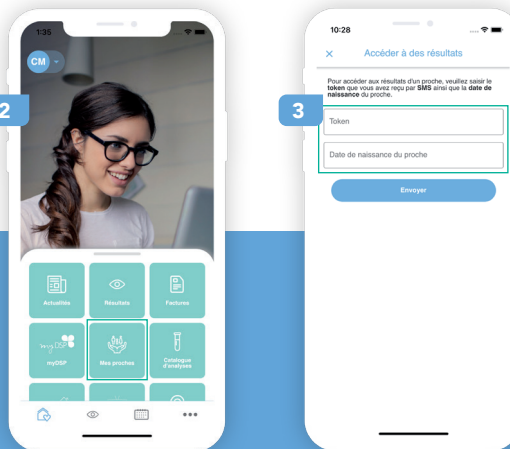 1:35
CM
2
Actualités
Résultats
Factures
myDSP
myDSP
Mes proches
Catalogue
d'analyses
10:28
Accéder à des résultats
Pour accéder aux résultats d'un proche, veuillez saisir le
token que vous avez reçu par SMS ainsi que la date de
naissance du proche.
3
Token
Date de naissance du proche
Envoyer